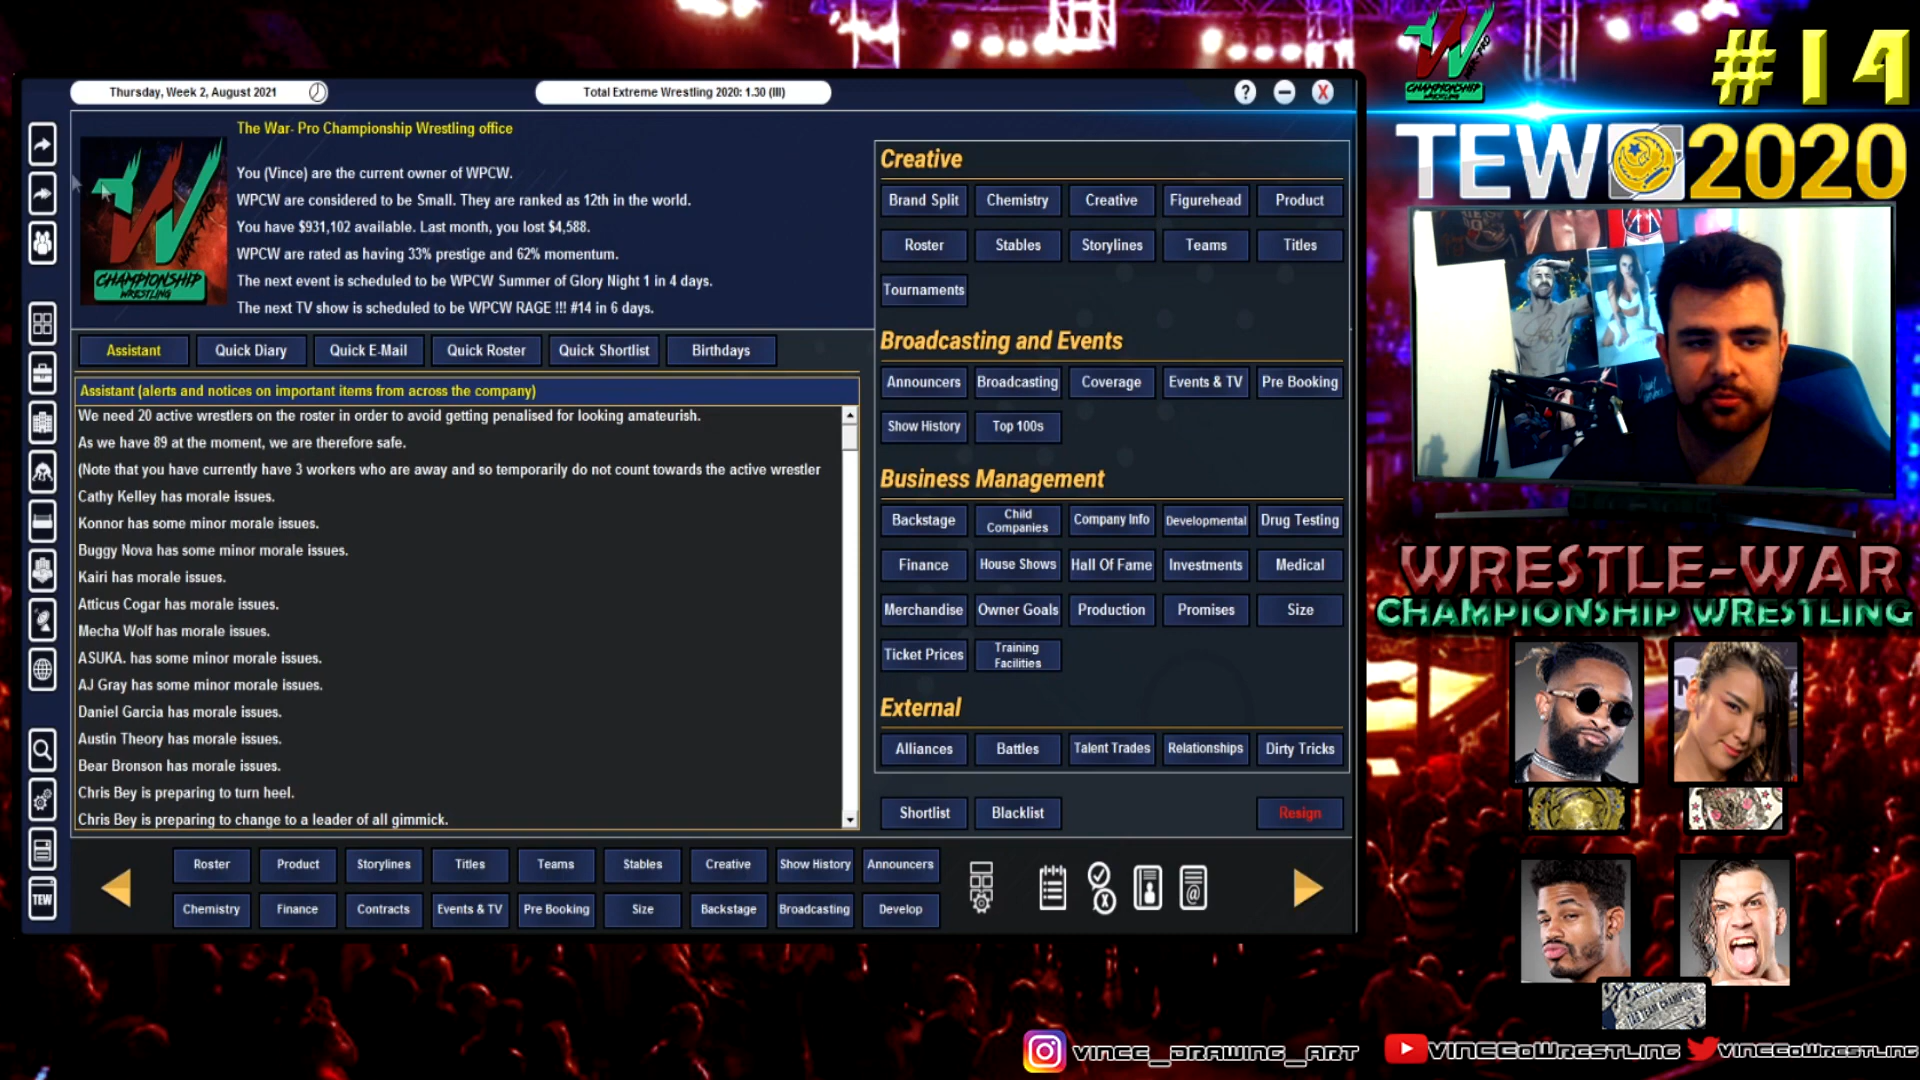 Thursday, Week 2, August 2021
Total Extreme Wrestling 2020: 1.30 (III)
?
X
The War- Pro Championship Wrestling office
You (Vince) are the current owner of WPCW.
WPCW are considered to be Small. They are ranked as 12th in the world.
You have $931,102 available. Last month, you lost $4,588.
WPCW are rated as having 33% prestige and 62% momentum.
The next event is scheduled to be WPCW Summer of Glory Night 1 in 4 days.
The next TV show is scheduled to be WPCW RAGE !!! #14 in 6 days.
WAR-PRO
CHAMPIONSHIP
WRESTLING
Assistant Quick Diary Quick E-Mail Quick Roster Quick Shortlist Birthdays
Assistant (alerts and notices on important items from across the company)
We need 20 active wrestlers on the roster in order to avoid getting penalised for looking amateurish.
As we have 89 at the moment, we are therefore safe.
(Note that you have currently have 3 workers who are away and so temporarily do not count towards the active wrestler
Cathy Kelley has morale issues.
Konnor has some minor morale issues.
Buggy Nova has some minor morale issues.
Kairi has morale issues.
Atticus Cogar has morale issues.
Mecha Wolf has morale issues.
ASUKA. has some minor morale issues.
AJ Gray has some minor morale issues.
Daniel Garcia has morale issues.
Austin Theory has morale issues.
Bear Bronson has morale issues.
Chris Bey is preparing to turn heel.
Chris Bey is preparing to change to a leader of all gimmick.
Creative
Brand Split Chemistry Creative Figurehead Product
Roster Stables Storylines Teams Titles
Tournaments
Broadcasting and Events
Announcers Broadcasting Coverage Events & TV Pre Booking
Show History Top 100s
Business Management
Backstage Child Companies Company Info Developmental Drug Testing
Finance House Shows Hall Of Fame Investments Medical
Merchandise Owner Goals Production Promises Size
Ticket Prices Training Facilities
External
Alliances Battles Talent Trades Relationships Dirty Tricks
Shortlist Blacklist Resign
Roster Product Storylines Titles Teams Stables Creative Show History Announcers
Chemistry Finance Contracts Events & TV Pre Booking Size Backstage Broadcasting Develop
TEW
WAR-PRO
CHAMPIONSHIP
WRESTLING
#14
TEW 2020
WRESTLE-WAR
CHAMPIONSHIP WRESTLING
TAG TEAM CHAMPION
VINCE_DRAWING_ART
VINCEOWRESTLING
VINCEOWRESTLING